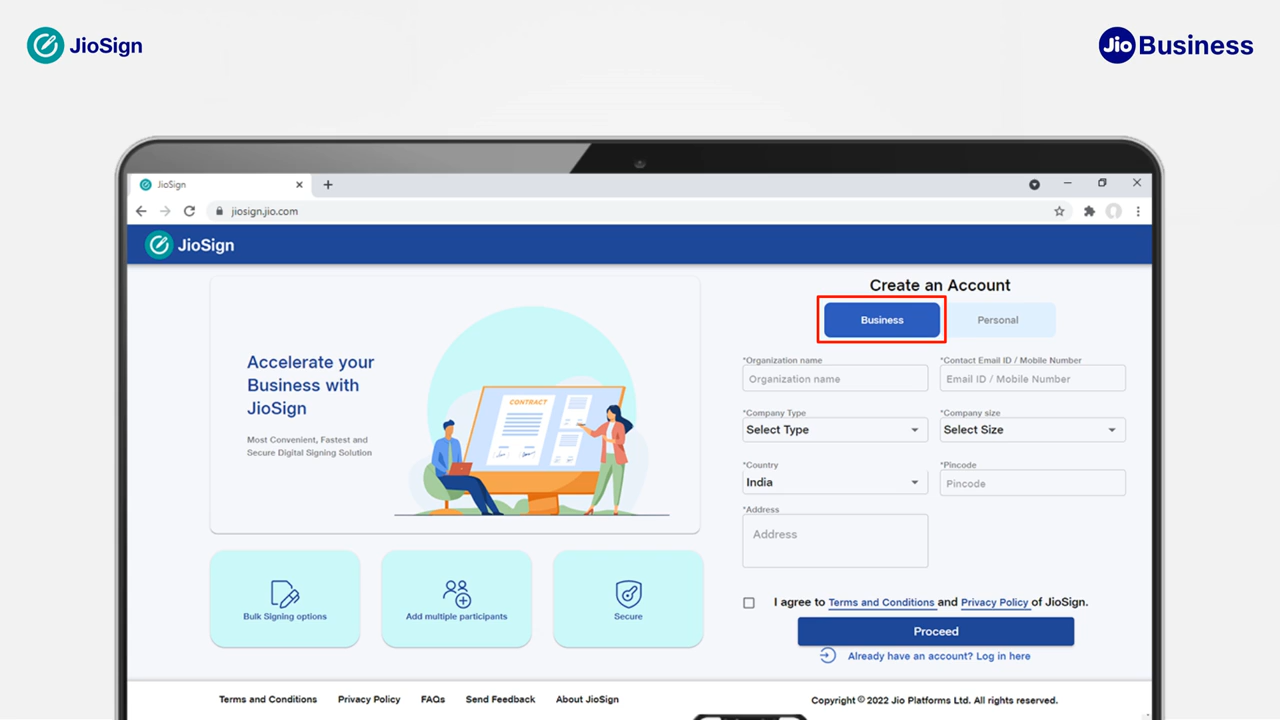 JioSign
Jio Business
JioSign
jiosign.jio.com
JioSign
Create an Account
Business
Personal
Accelerate your
Business with
JioSign
Most Convenient, Fastest and
Secure Digital Signing Solution
CONTRACT
*Organization name
Organization name
*Contact Email ID / Mobile Number
Email ID / Mobile Number
*Company Type
Select Type
*Company size
Select Size
*Country
India
*Pincode
Pincode
*Address
Address
Bulk Signing options
Add multiple participants
Secure
I agree to Terms and Conditions and Privacy Policy of JioSign.
Proceed
Already have an account? Log in here
Terms and Conditions Privacy Policy FAQs Send Feedback About JioSign
Copyright © 2022 Jio Platforms Ltd. All rights reserved.